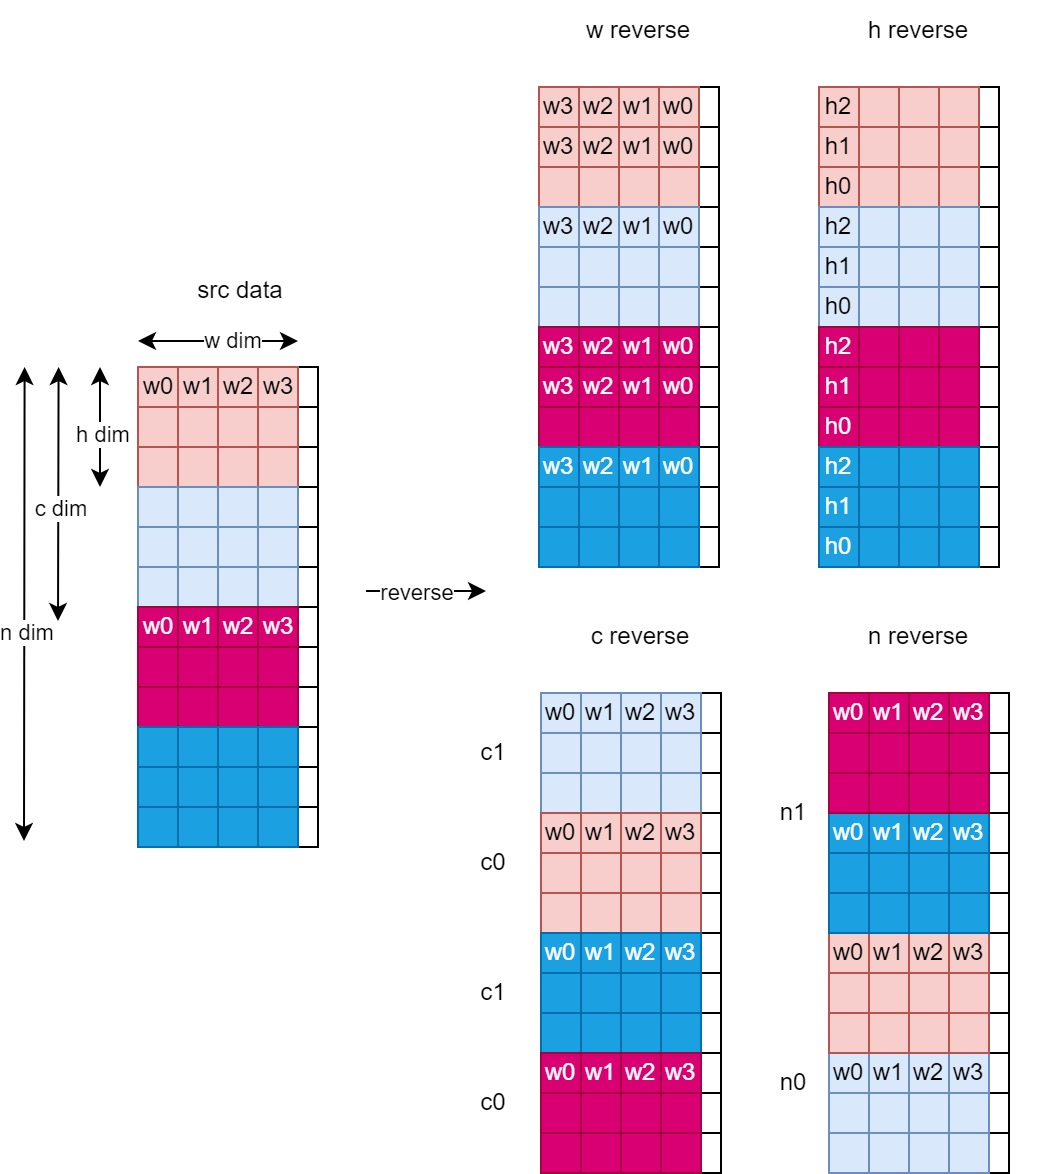 w reverse
h reverse
w3 w2 w1 w0
w3 w2 w1 w0
w3 w2 w1 w0
w3 w2 w1 w0
w3 w2 w1 w0
w3 w2 w1 w0
h2
h1
h0
h2
h1
h0
h2
h1
h0
h2
h1
h0
src data
w dim
h dim
c dim
n dim
w0 w1 w2 w3
w0 w1 w2 w3
reverse
c reverse
n reverse
c1
c0
c1
c0
w0 w1 w2 w3
w0 w1 w2 w3
w0 w1 w2 w3
w0 w1 w2 w3
n1
n0
w0 w1 w2 w3
w0 w1 w2 w3
w0 w1 w2 w3
w0 w1 w2 w3